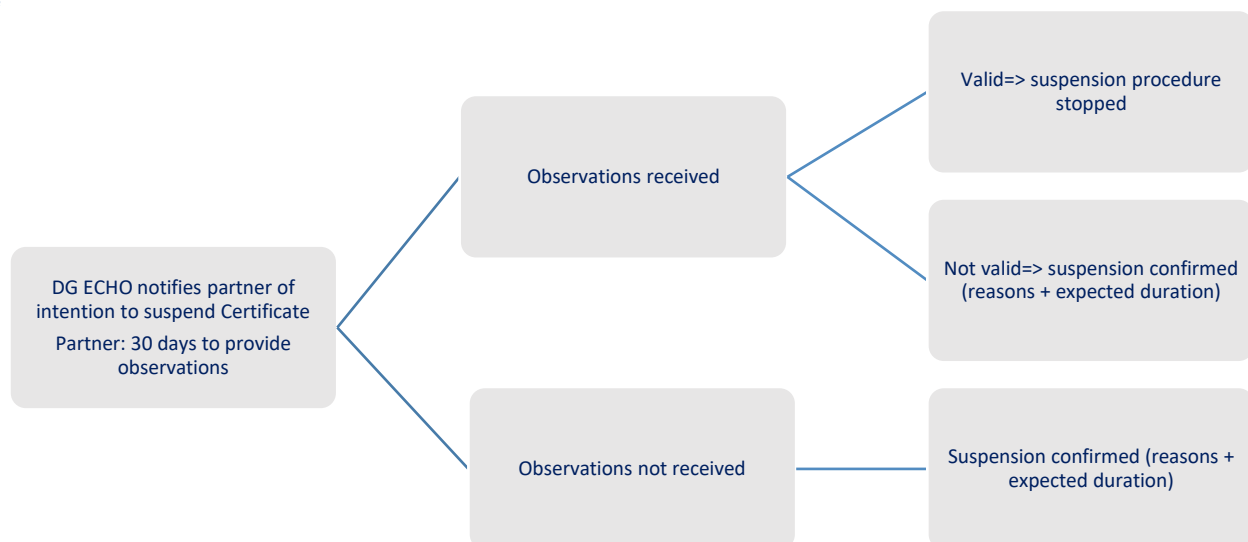 DG ECHO notifies partner of
intention to suspend Certificate
Partner: 30 days to provide
observations
Observations received
Valid=> suspension procedure
stopped
Not valid=> suspension confirmed
(reasons + expected duration)
Observations not received
Suspension confirmed (reasons +
expected duration)